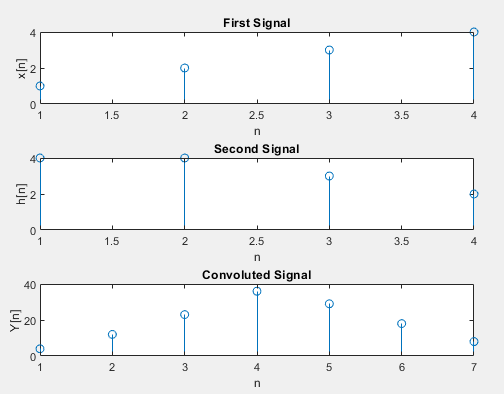 First Signal
4
2
0
x[n]
1 1.5 2 2.5 3 3.5 4
n
Second Signal
4
2
0
h[n]
1 1.5 2 2.5 3 3.5 4
n
Convoluted Signal
40
20
0
Y[n]
1 2 3 4 5 6 7
n